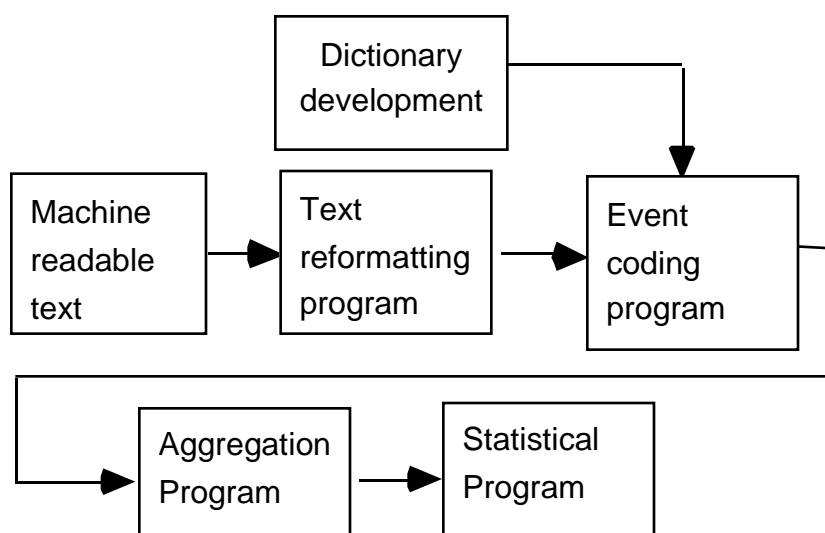 Dictionary
development
Machine
readable
text
Text
reformatting
program
Event
coding
program
Aggregation
Program
Statistical
Program